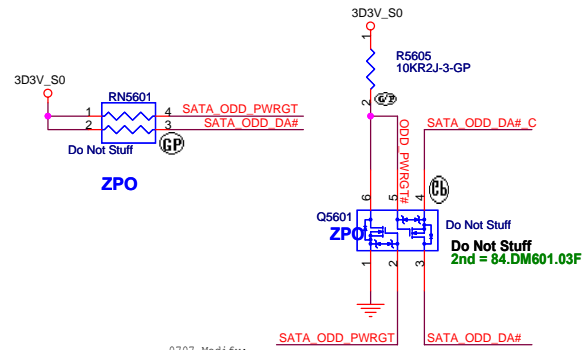 3D3V_S0
R5605
10KR2J-3-GP
1
2
G/P
3D3V_S0
RN5601
1
2
4
3
SATA_ODD_PWRGT
SATA_ODD_DA#
GP
Do Not Stuff
ZPO
ODD_PWRGT#
SATA_ODD_DA#_C
6
5
4
Q5601
ZPO
Do Not Stuff
Do Not Stuff
2nd = 84.DM601.03F
1
2
3
SATA_ODD_PWRGT
SATA_ODD_DA#